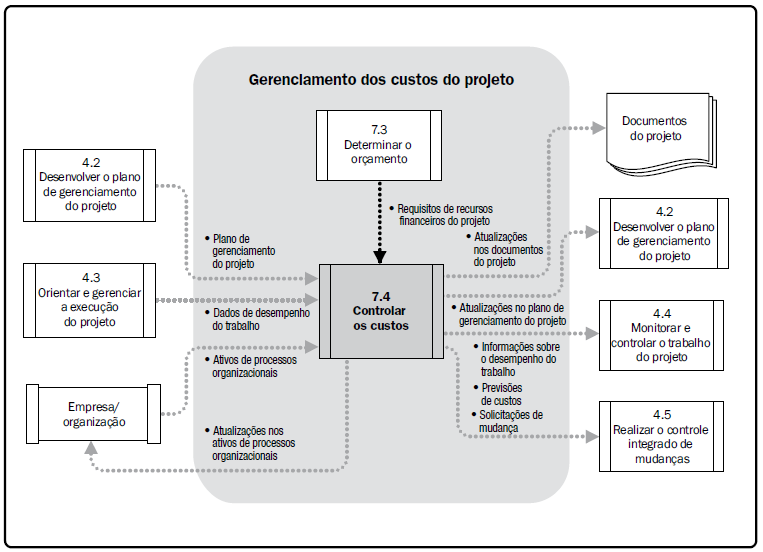 Gerenciamento dos custos do projeto
7.3
Determinar o
orçamento
Documentos
do projeto
4.2
Desenvolver o plano
de gerenciamento
do projeto
• Requisitos de recursos
financeiros do projeto
4.2
Desenvolver o plano
de gerenciamento
do projeto
• Plano de
gerenciamento
do projeto
• Atualizações
nos documentos
do projeto
4.3
Orientar e gerenciar
a execução
do projeto
7.4
Controlar
os custos
• Dados de desempenho
do trabalho
• Atualizações no plano de
gerenciamento do projeto
4.4
Monitorar e
controlar o trabalho
do projeto
• Ativos de processos
organizacionais
• Informações sobre
o desempenho do
trabalho
• Previsões
de custos
• Solicitações de
mudança
Empresa/
organização
• Atualizações nos
ativos de processos
organizacionais
4.5
Realizar o controle
integrado de
mudanças